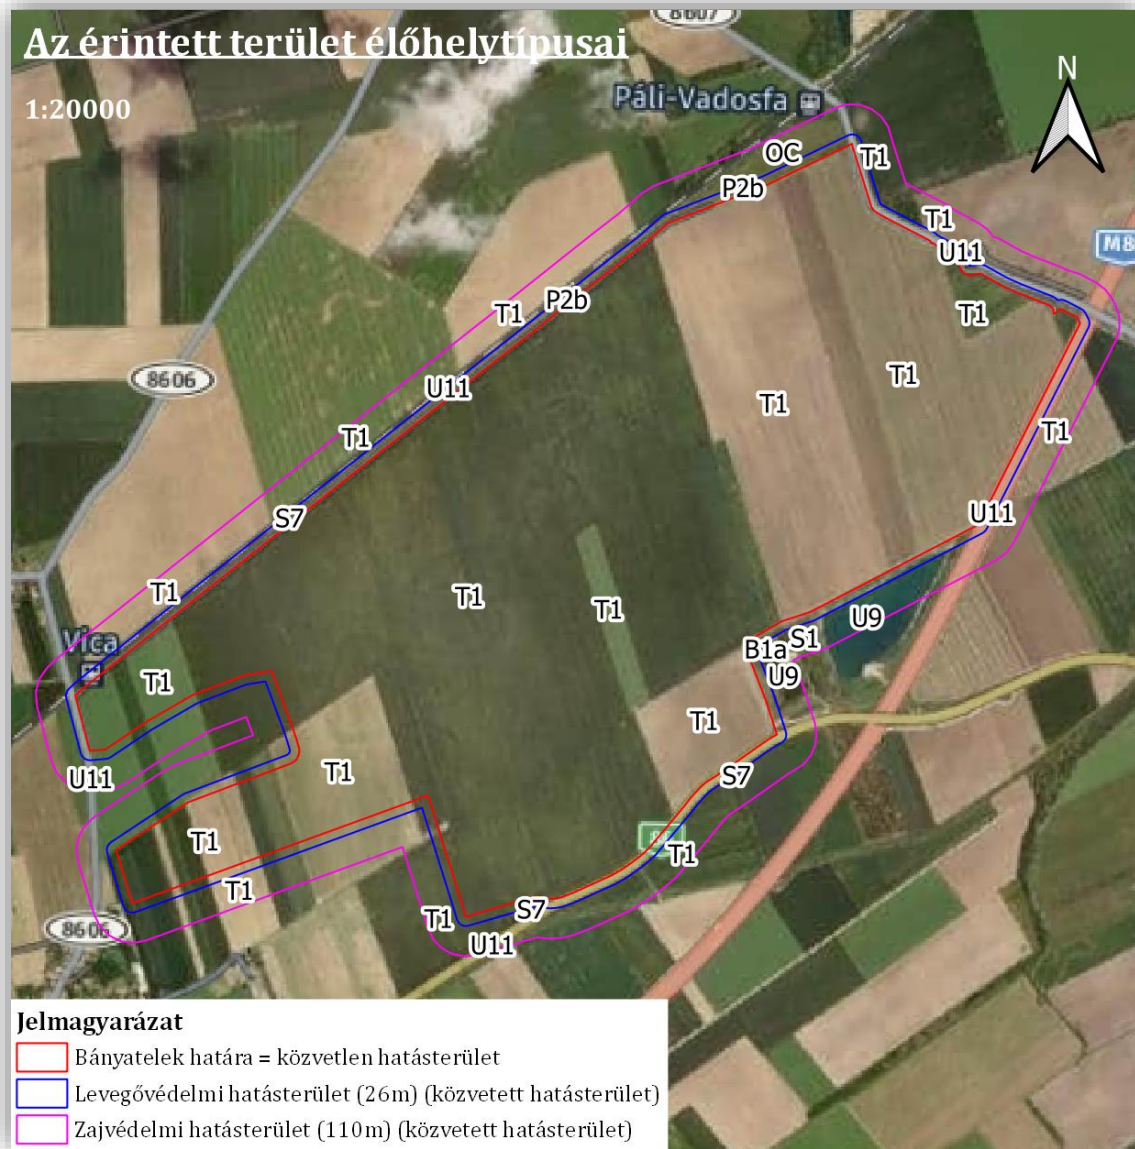 Az érintett terület élőhelytípusai
1:20000
8607
Páli-Vadosfa
N
OC
T1
P2b
T1
U11
M8
T1
P2b
T1
T1
8606
U11
T1
T1
T1
S7
U11
T1
T1
T1
U9
S1
Vica
B1a
U9
T1
T1
S7
T1
U11
T1
T1
T1
S7
T1
U11
8606
Jelmagyarázat
Bányatelek határa = közvetlen hatásterület
Levegővédelmi hatásterület (26m) (közvetett hatásterület)
Zajvédelmi hatásterület (110m) (közvetett hatásterület)